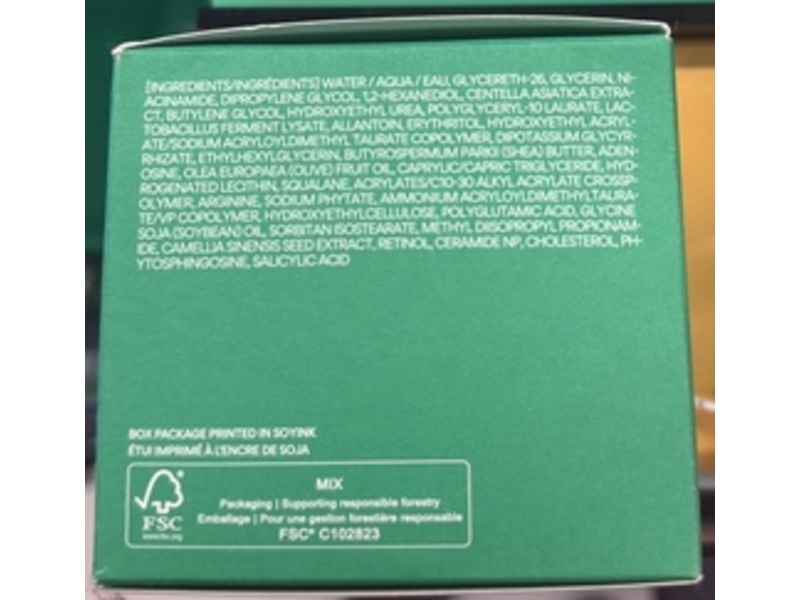 [INGREDIENTS/INGRÉDIENTS] WATER / AQUA / EAU, GLYCERETH-26, GLYCERIN, NI-
ACINAMIDE, DIPROPYLENE GLYCOL, 1,2-HEXANEDIOL, CENTELLA ASIATICA EXTRA-
CT, BUTYLENE GLYCOL, HYDROXYETHYL UREA, POLYGLYCERYL-10 LAURATE, LAC-
TOBACILLUS FERMENT LYSATE, ALLANTOIN, ERYTHRITOL, HYDROXYETHYL ACRYL-
ATE/SODIUM ACRYLOYLDIMETHYL TAURATE COPOLYMER, DIPOTASSIUM GLYCYR-
RHIZATE, ETHYLHEXYLGLYCERIN, BUTYROSPERMUM PARKII (SHEA) BUTTER, ADEN-
OSINE, OLEA EUROPAEA (OLIVE) FRUIT OIL, CAPRYLIC/CAPRIC TRIGLYCERIDE, HYD-
ROGENATED LECITHIN, SQUALANE, ACRYLATES/C10-30 ALKYL ACRYLATE CROSSP-
OLYMER, ARGININE, SODIUM PHYTATE, AMMONIUM ACRYLOYLDIMETHYLTAURA-
TE/VP COPOLYMER, HYDROXYETHYLCELLULOSE, POLYGLUTAMIC ACID, GLYCINE
SOJA (SOYBEAN) OIL, SORBITAN ISOSTEARATE, METHYL DIISOPROPYL PROPIONAM-
IDE, CAMELLIA SINENSIS SEED EXTRACT, RETINOL, CERAMIDE NP, CHOLESTEROL, PH-
YTOSPHINGOSINE, SALICYLIC ACID
BOX PACKAGE PRINTED IN SOYINK
ÉTUI IMPRIMÉ À L'ENCRE DE SOJA
MIX
Packaging | Supporting responsible forestry
Emballage | Pour une gestion forestière responsable
FSC® C102823
FSC
www.fsc.org